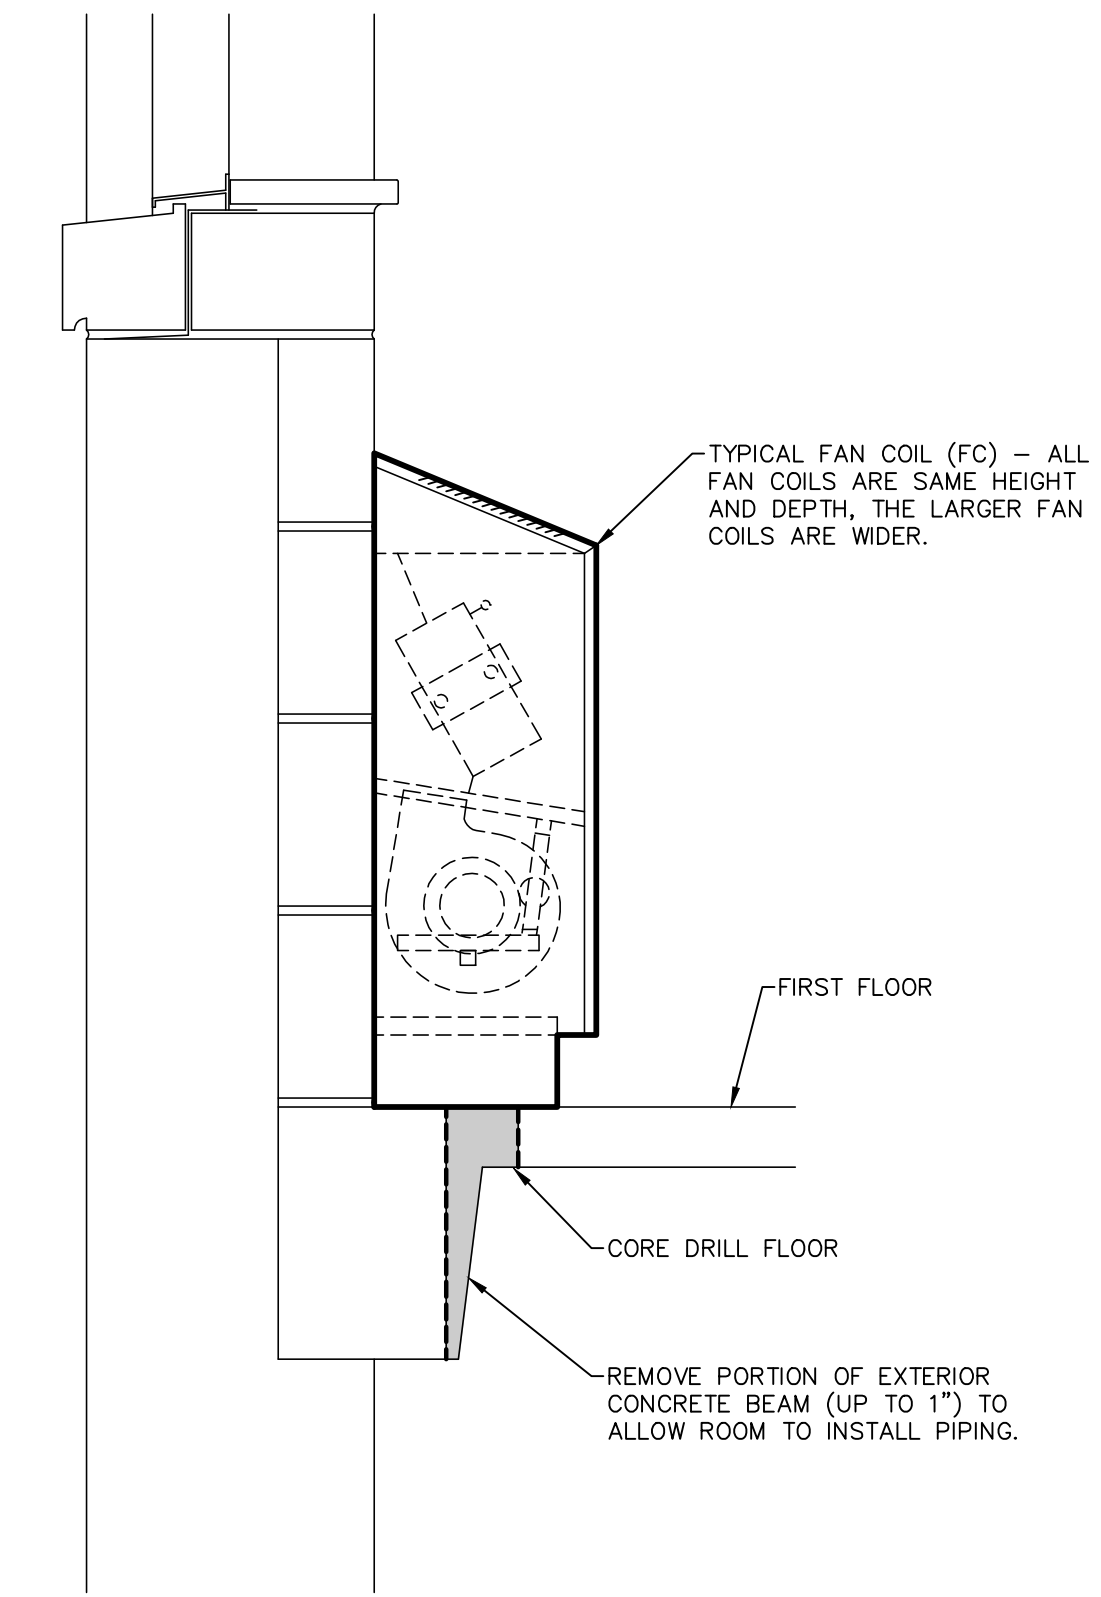 TYPICAL FAN COIL (FC) – ALL
FAN COILS ARE SAME HEIGHT
AND DEPTH, THE LARGER FAN
COILS ARE WIDER.
FIRST FLOOR
CORE DRILL FLOOR
REMOVE PORTION OF EXTERIOR
CONCRETE BEAM (UP TO 1”) TO
ALLOW ROOM TO INSTALL PIPING.